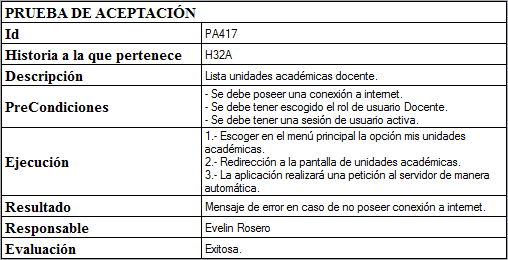 PRUEBA DE ACEPTACIÓN
Id PA417
Historia a la que pertenece H32A
Descripción Lista unidades académicas docente.
PreCondiciones - Se debe poseer una conexión a internet.
- Se debe tener escogido el rol de usuario Docente.
- Se debe tener una sesión de usuario activa.
Ejecución 1.- Escoger en el menú principal la opción mis unidades
académicas.
2.- Redirección a la pantalla de unidades académicas.
3.- La aplicación realizará una petición al servidor de manera
automática.
Resultado Mensaje de error en caso de no poseer conexión a internet.
Responsable Evelin Rosero
Evaluación Exitosa.